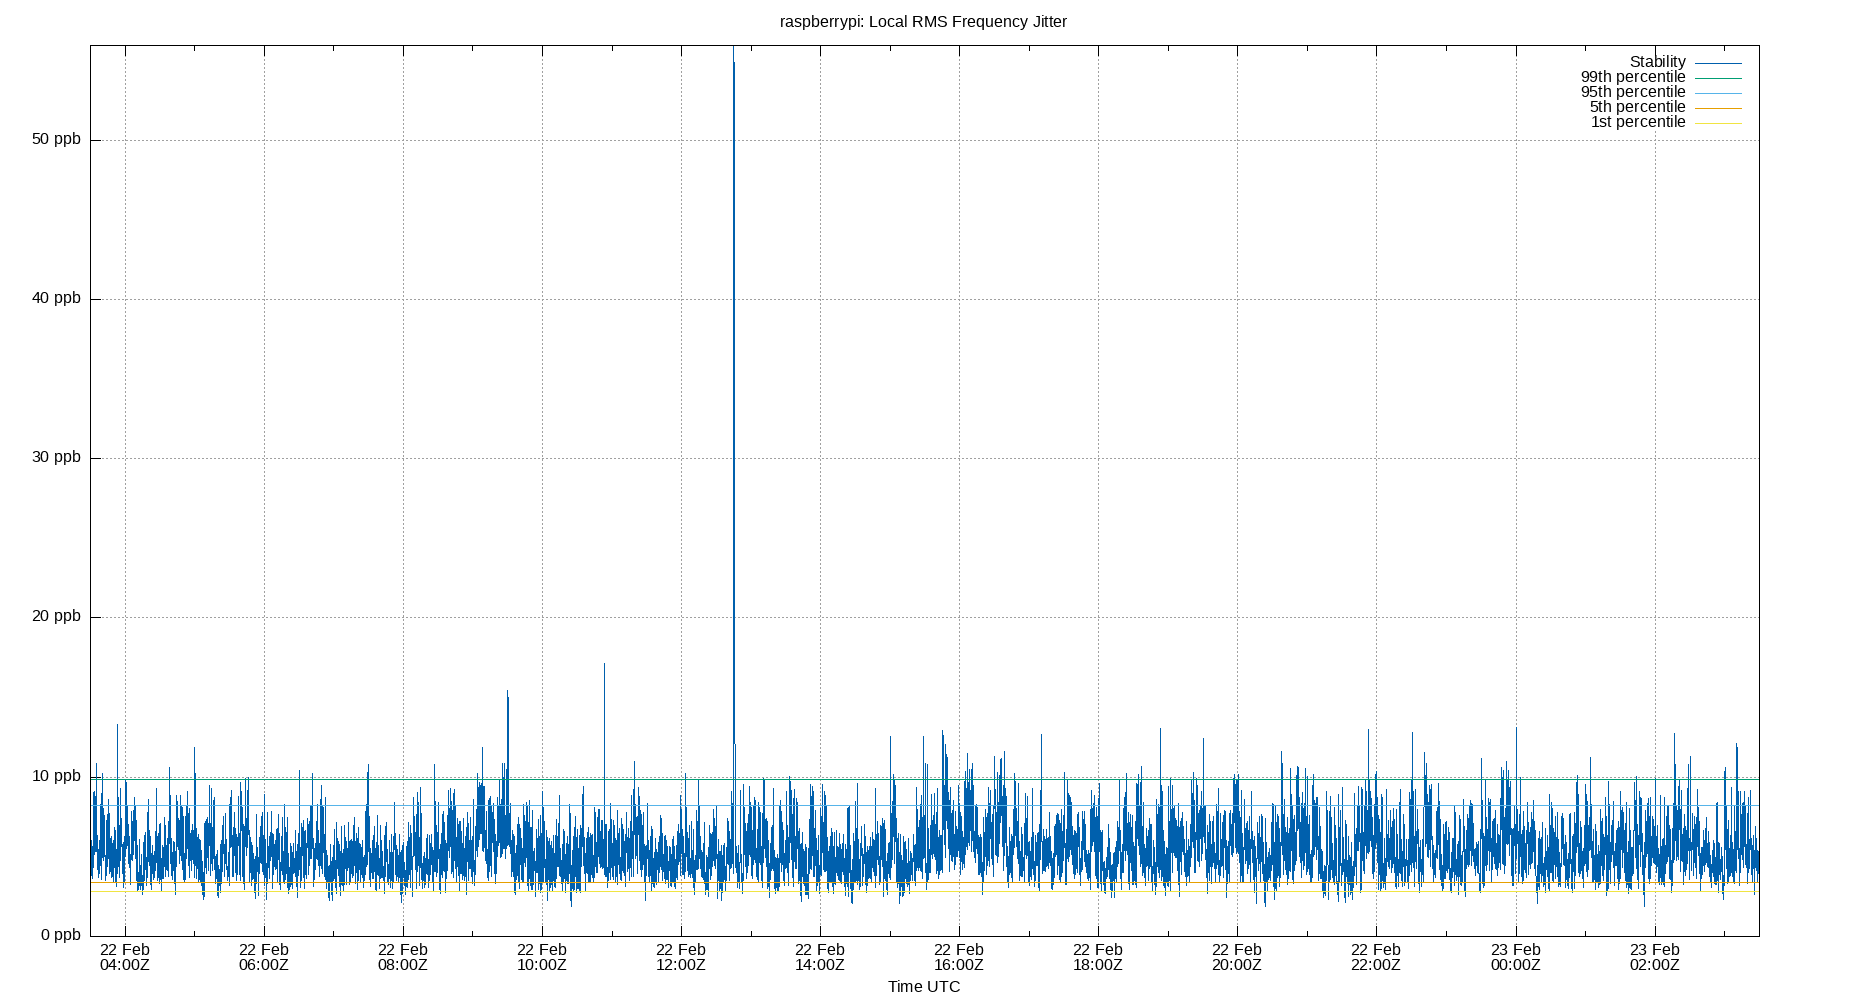 raspberrypi: Local RMS Frequency Jitter
Stability
99th percentile
95th percentile
5th percentile
1st percentile
50 ppb
40 ppb
30 ppb
20 ppb
10 ppb
0 ppb
22 Feb 22 Feb 22 Feb 22 Feb 22 Feb 22 Feb 22 Feb 22 Feb 22 Feb 22 Feb 23 Feb 23 Feb
04:00Z 06:00Z 08:00Z 10:00Z 12:00Z 14:00Z 16:00Z 18:00Z 20:00Z 22:00Z 00:00Z 02:00Z
Time UTC